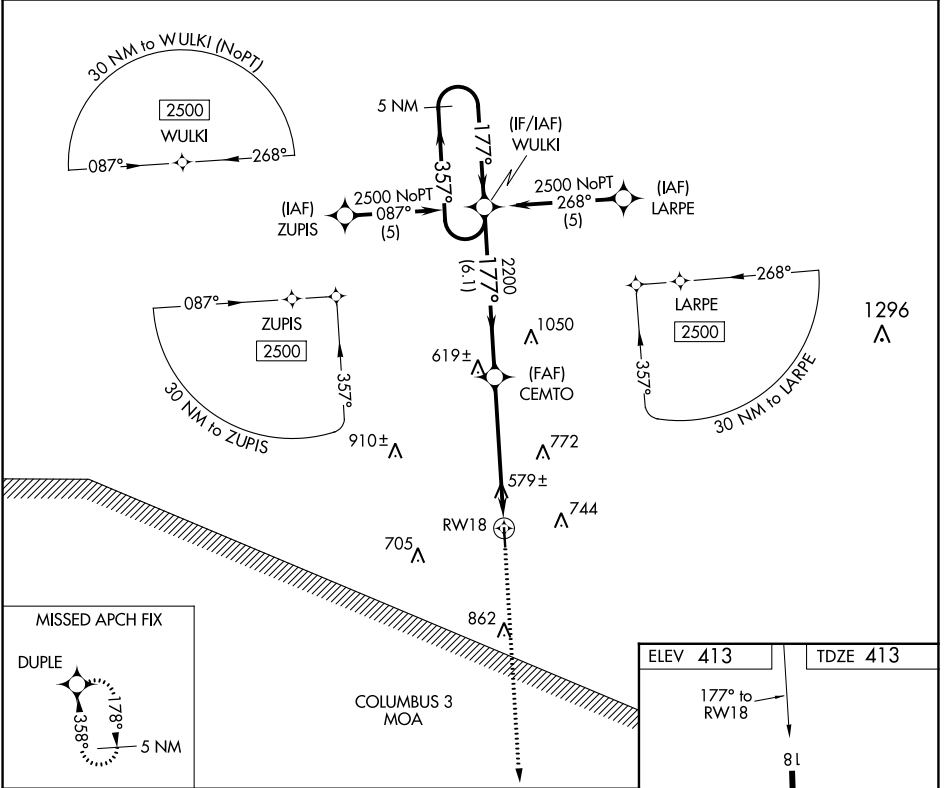 30 NM to WULKI (NoPT)
2500
WULKI
087°
268°
5 NM
177°
357°
(IF/IAF)
WULKI
(IAF)
ZUPIS
2500 NoPT
087°
(5)
2500 NoPT
268°
(5)
(IAF)
LARPE
2200
177°
(6.1)
087°
ZUPIS
2500
357°
30 NM to ZUPIS
268°
LARPE
2500
357°
30 NM to LARPE
1296
1050
619±
(FAF)
CEMTO
910±
772
579±
RW18
744
705
862
COLUMBUS 3
MOA
MISSED APCH FIX
DUPLE
178°
358°
5 NM
ELEV 413
TDZE 413
177° to
RW18
18